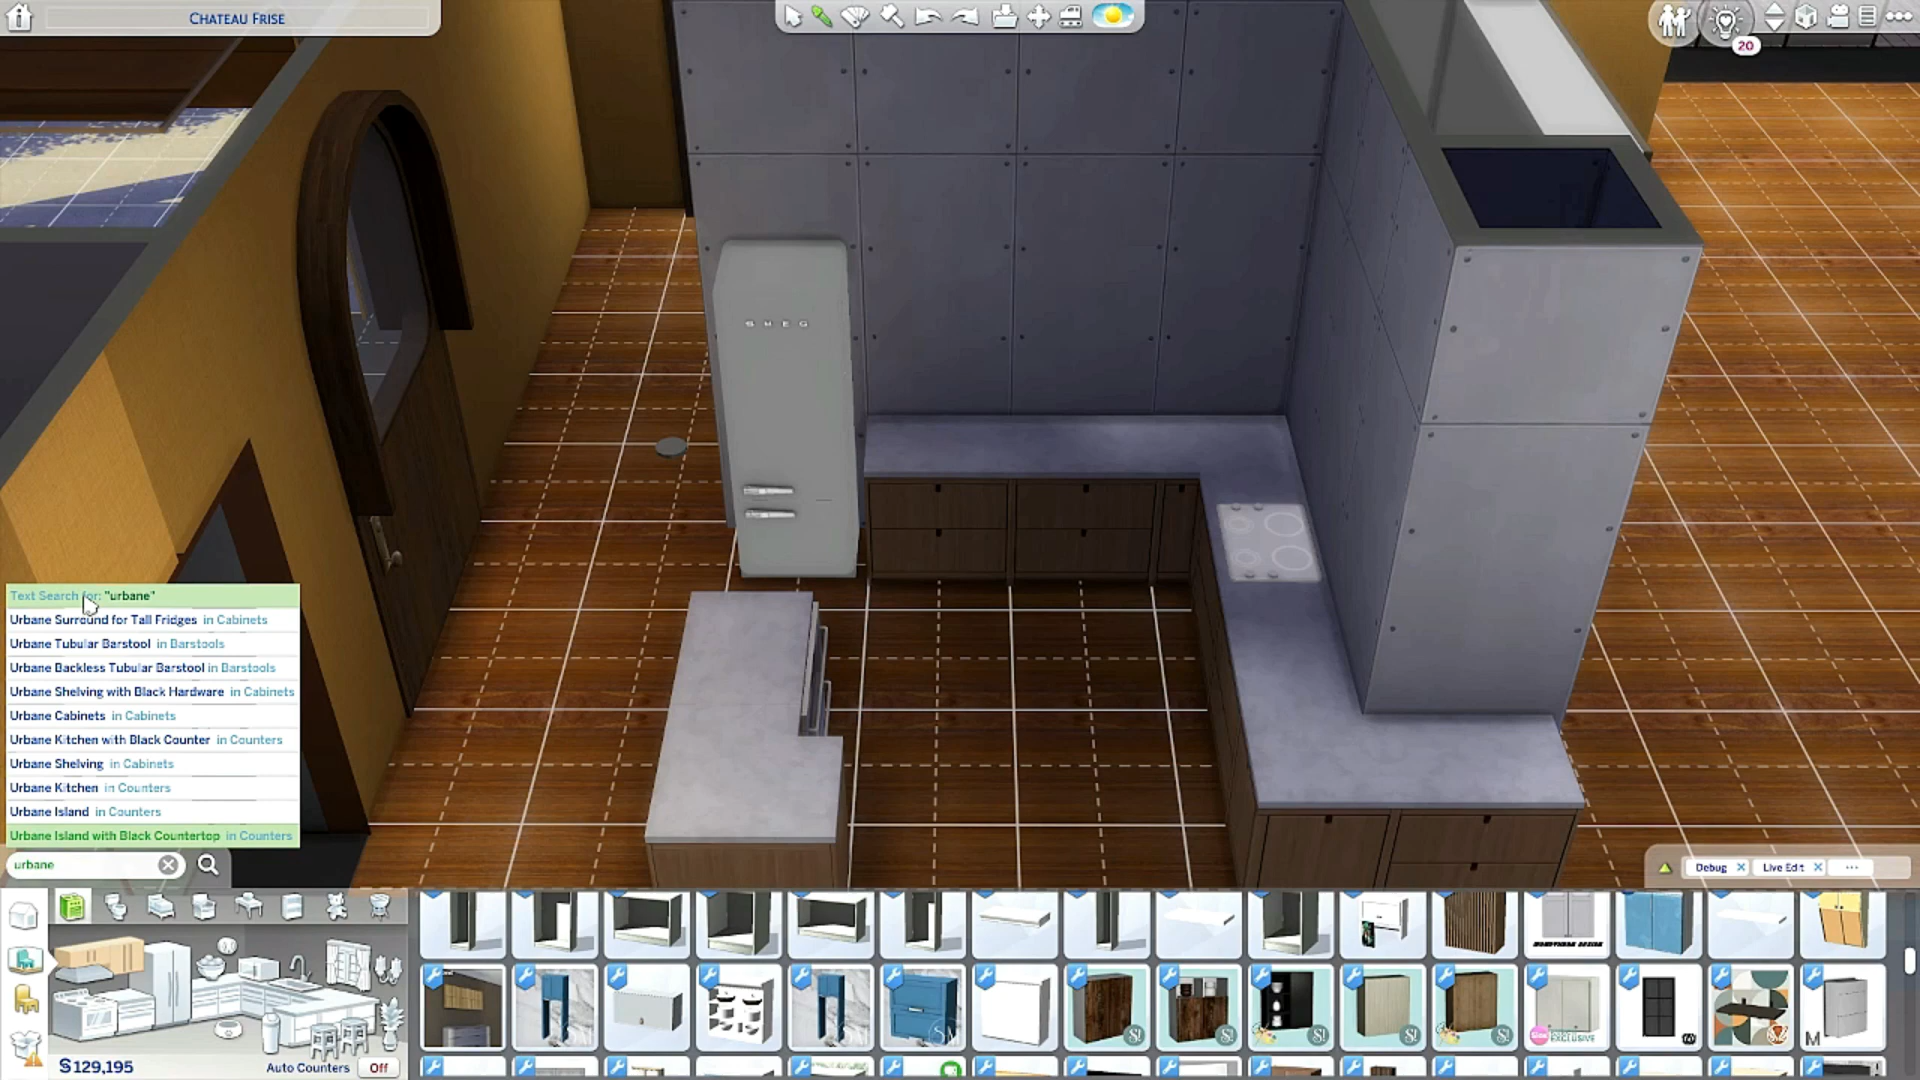 CHATEAU FRISE
20
SMEG
Text Search for: "urbane"
Urbane Surround for Tall Fridges in Cabinets
Urbane Tubular Barstool in Barstools
Urbane Backless Tubular Barstool in Barstools
Urbane Shelving with Black Hardware in Cabinets
Urbane Cabinets in Cabinets
Urbane Kitchen with Black Counter in Counters
Urbane Shelving in Cabinets
Urbane Kitchen in Counters
Urbane Island in Counters
Urbane Island with Black Countertop in Counters
urbane
Debug
Live Edit
...
§129,195
Auto Counters
Off